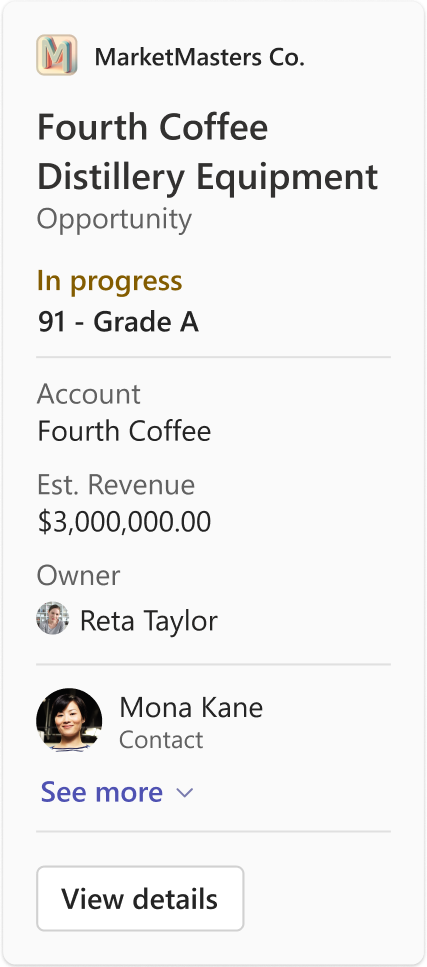 MarketMasters Co.
Fourth Coffee
Distillery Equipment
Opportunity
In progress
91 - Grade A
Account
Fourth Coffee
Est. Revenue
$3,000,000.00
Owner
Reta Taylor
Mona Kane
Contact
See more
View details